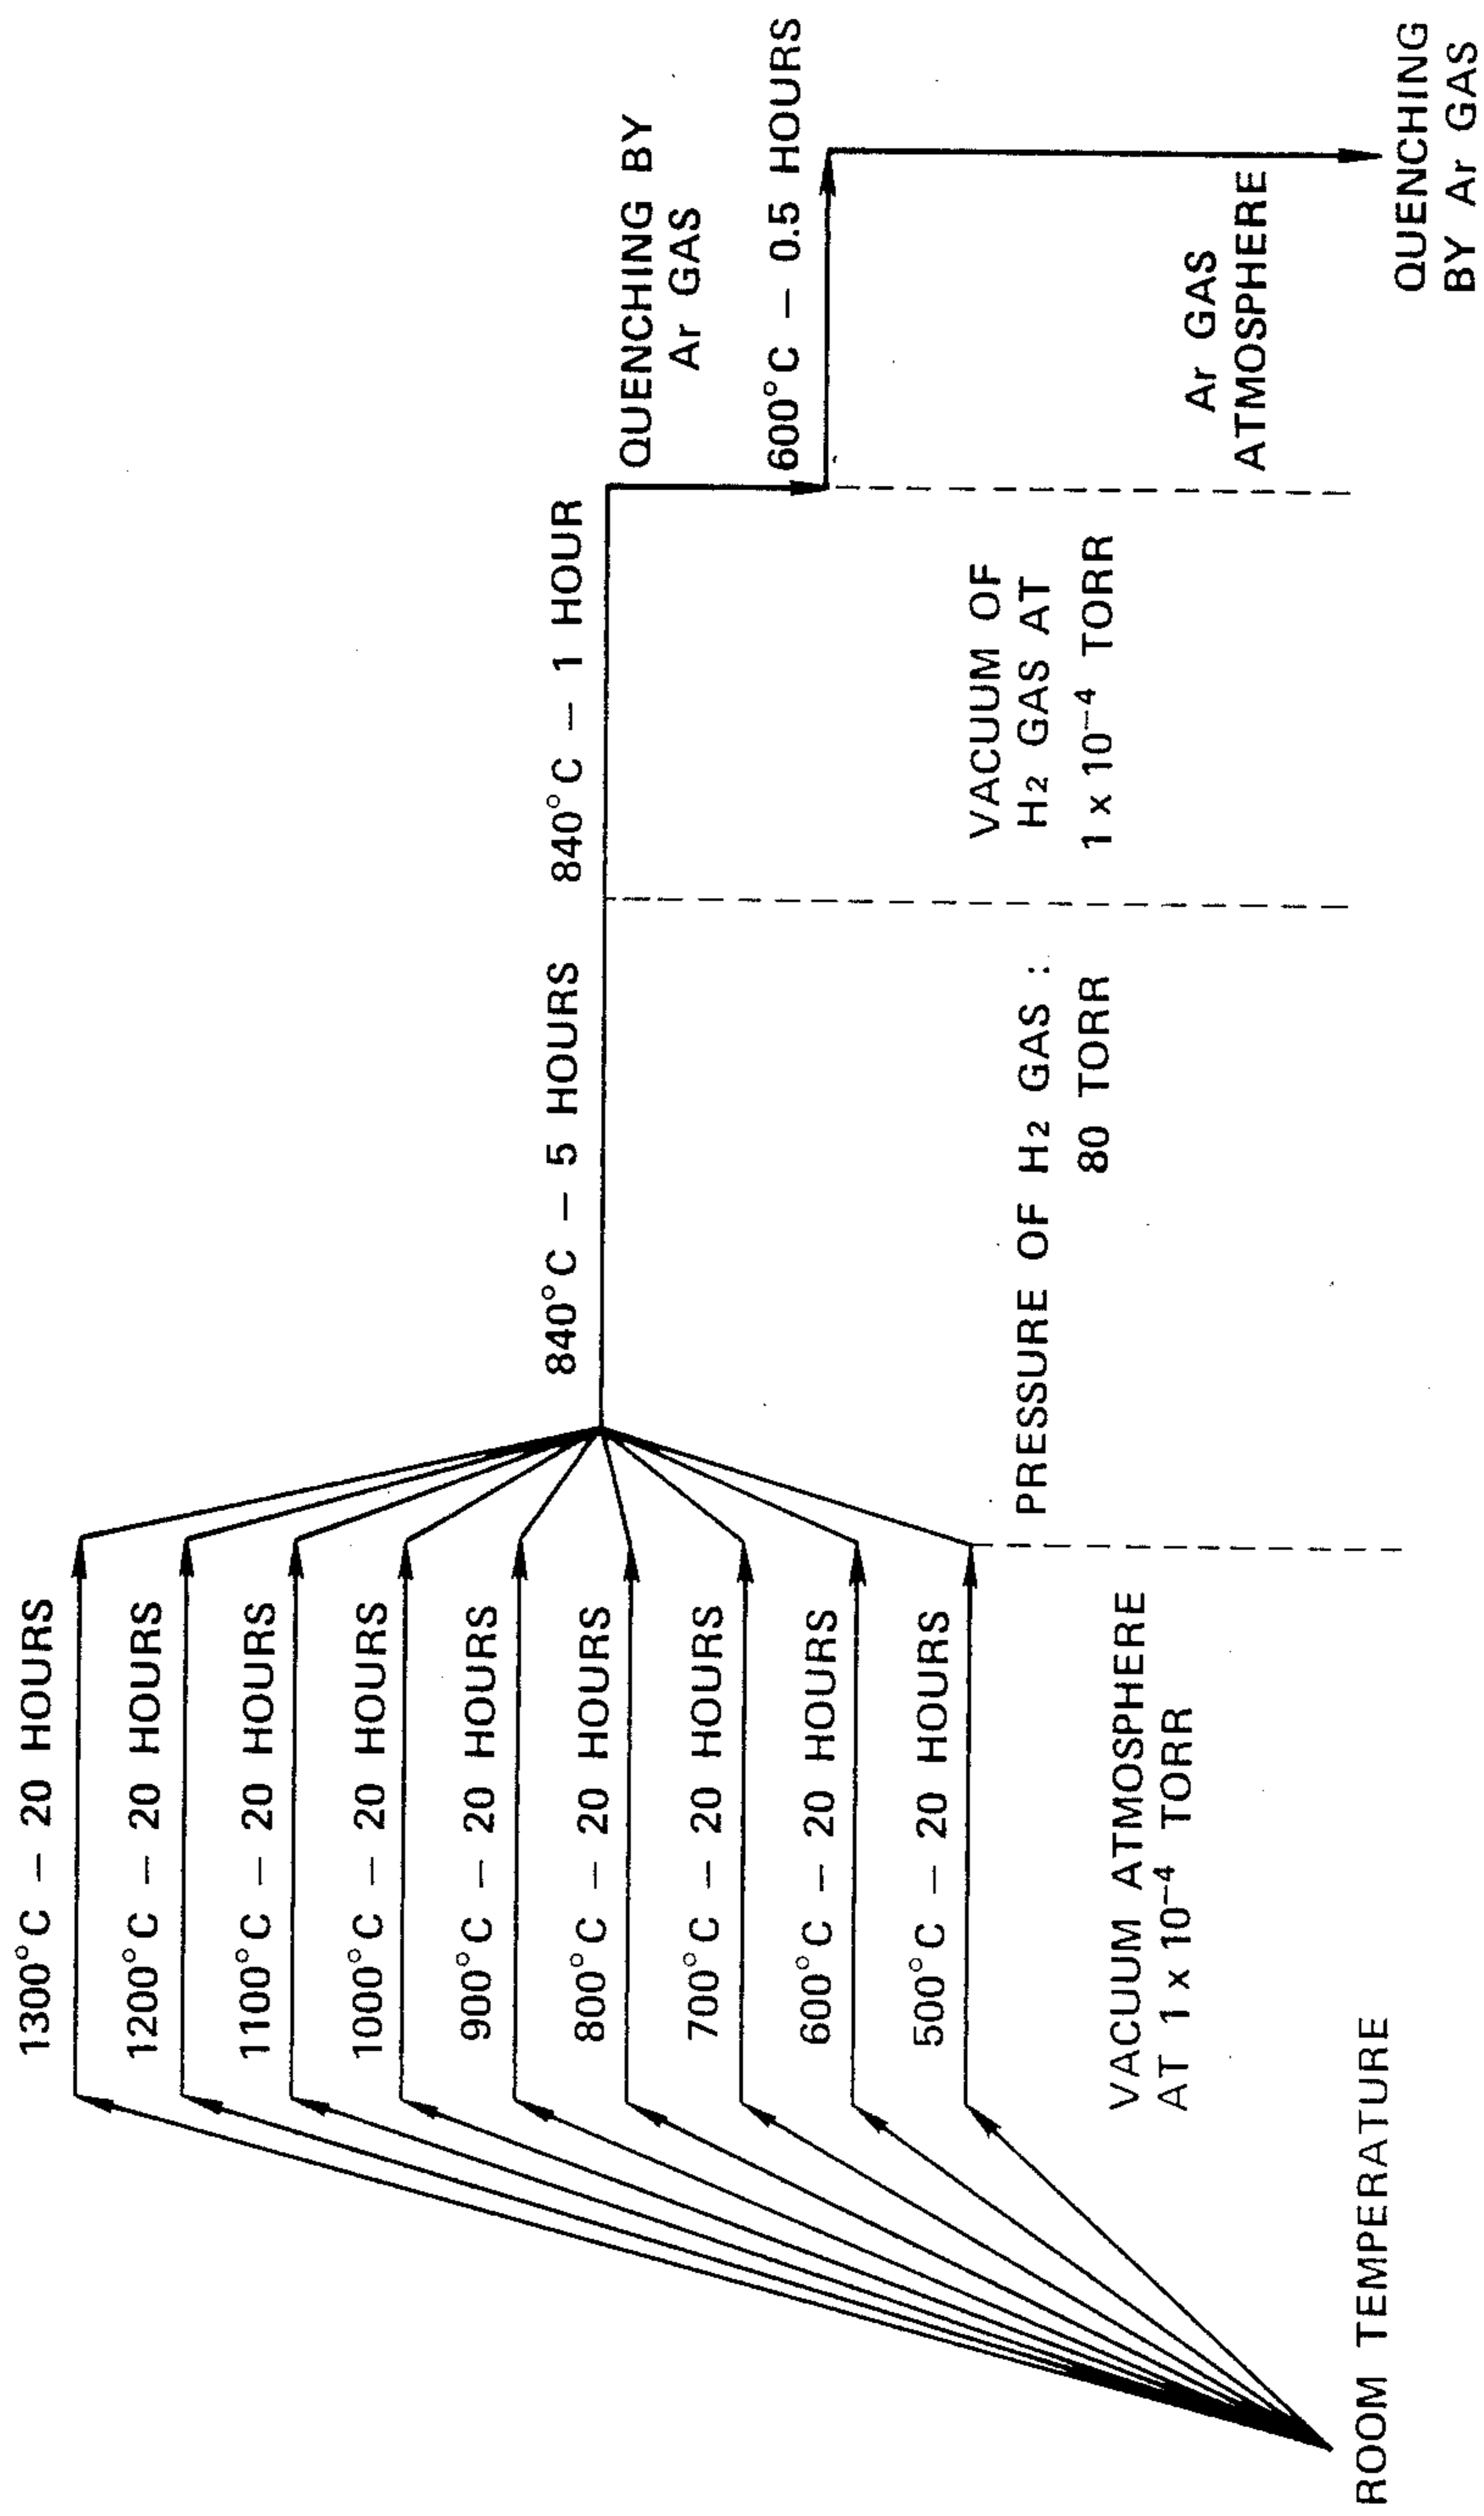 1300°C – 20 HOURS
1200°C – 20 HOURS
1100°C – 20 HOURS
1000°C – 20 HOURS
900°C – 20 HOURS
800°C – 20 HOURS
700°C – 20 HOURS
600°C – 20 HOURS
500°C – 20 HOURS
VACUUM ATMOSPHERE
AT 1 x 10⁻⁴ TORR
ROOM TEMPERATURE
840°C – 5 HOURS
PRESSURE OF H₂ GAS :
80 TORR
840°C – 1 HOUR
VACUUM OF
H₂ GAS AT
1 x 10⁻⁴ TORR
QUENCHING BY
Ar GAS
600°C – 0.5 HOURS
Ar GAS
ATMOSPHERE
QUENCHING
BY Ar GAS